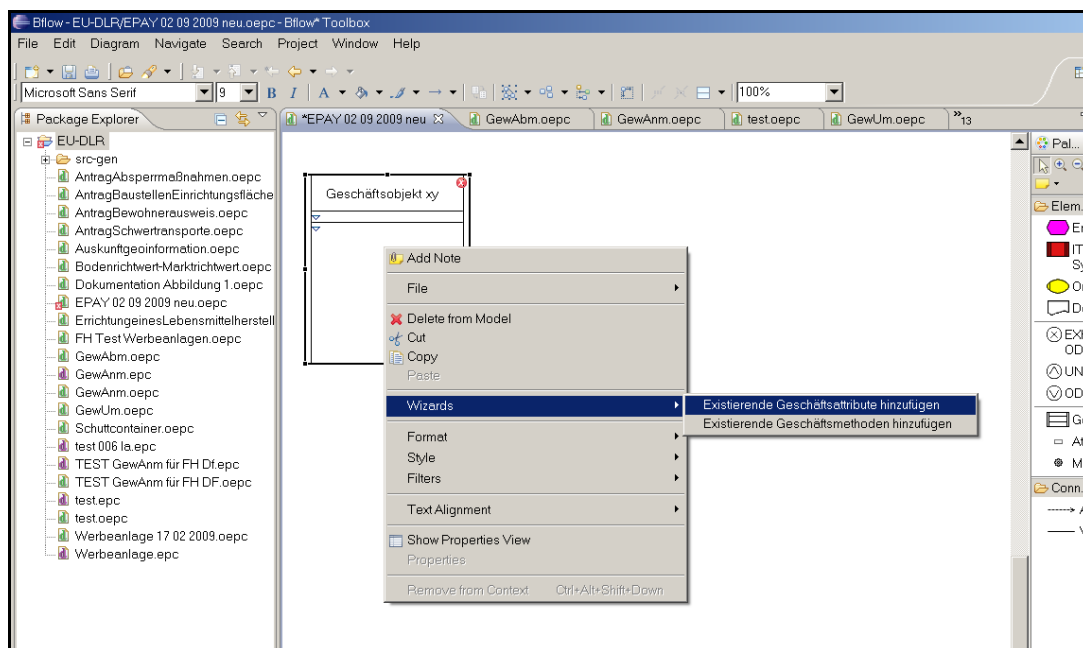 Bflow - EU-DLR/EPAY 02 09 2009 neu.oepc - Bflow* Toolbox
File Edit Diagram Navigate Search Project Window Help
Microsoft Sans Serif 9 B I A 100%
Package Explorer
*EPAY 02 09 2009 neu GewAbm.oepc GewAnm.oepc test.oepc GewUm.oepc »13
EU-DLR
src-gen
AntragAbsperrmaßnahmen.oepc
AntragBaustellenEinrichtungsfläche
AntragBewohnerausweis.oepc
AntragSchwertransporte.oepc
Auskunftgeoinformation.oepc
Bodenrichtwert-Marktrichtwert.oepc
Dokumentation Abbildung 1.oepc
EPAY 02 09 2009 neu.oepc
ErrichtungeinesLebensmittelherstell
FH Test Werbeanlagen.oepc
GewAbm.oepc
GewAnm.epc
GewAnm.oepc
GewUm.oepc
Schuttcontainer.oepc
test 006 la.epc
TEST GewAnm für FH Df.epc
TEST GewAnm für FH DF.oepc
test.epc
test.oepc
Werbeanlage 17 02 2009.oepc
Werbeanlage.epc
Geschäftsobjekt xy
Add Note
File
Delete from Model
Cut
Copy
Paste
Wizards
Format
Style
Filters
Text Alignment
Show Properties View
Properties
Remove from Context Ctrl+Alt+Shift+Down
Existierende Geschäftsattribute hinzufügen
Existierende Geschäftsmethoden hinzufügen
Pal...
Elem.
Er
IT
Sy
O
D
EX
OD
UN
OD
G
At
M
Conn.
A
V